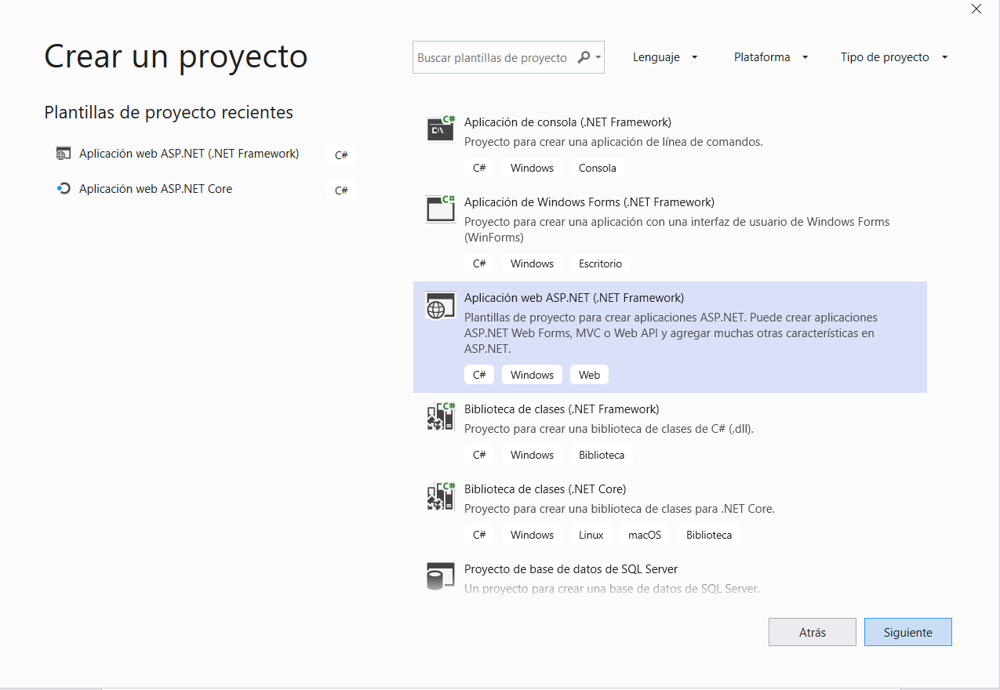 Crear un proyecto
Buscar plantillas de proyecto
Lenguaje
Plataforma
Tipo de proyecto
Plantillas de proyecto recientes
Aplicación web ASP.NET (.NET Framework)
C#
Aplicación web ASP.NET Core
C#
C#
C:\
Aplicación de consola (.NET Framework)
Proyecto para crear una aplicación de línea de comandos.
C# Windows Consola
C#
Aplicación de Windows Forms (.NET Framework)
Proyecto para crear una aplicación con una interfaz de usuario de Windows Forms
(WinForms)
C# Windows Escritorio
Aplicación web ASP.NET (.NET Framework)
Plantillas de proyecto para crear aplicaciones ASP.NET. Puede crear aplicaciones
ASP.NET Web Forms, MVC o Web API y agregar muchas otras características en
ASP.NET.
C# Windows Web
C#
Biblioteca de clases (.NET Framework)
Proyecto para crear una biblioteca de clases de C# (.dll).
C# Windows Biblioteca
C#
Biblioteca de clases (.NET Core)
Proyecto para crear una biblioteca de clases para .NET Core.
C# Windows Linux macOS Biblioteca
Proyecto de base de datos de SQL Server
Un proyecto para crear una base de datos de SQL Server.
Atrás
Siguiente